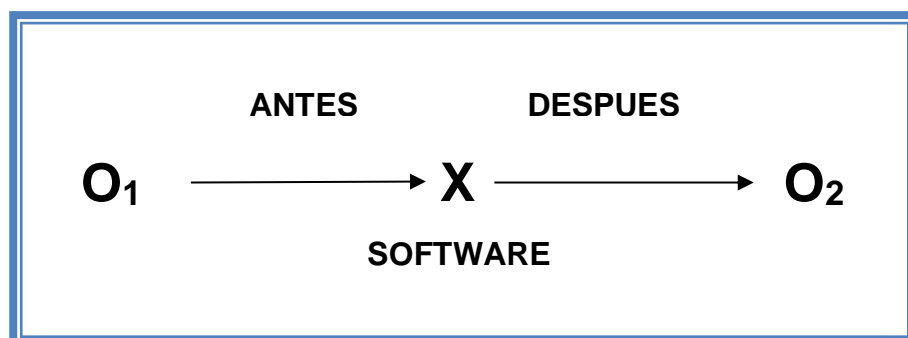 ANTES DESPUES
O₁ X O₂
SOFTWARE